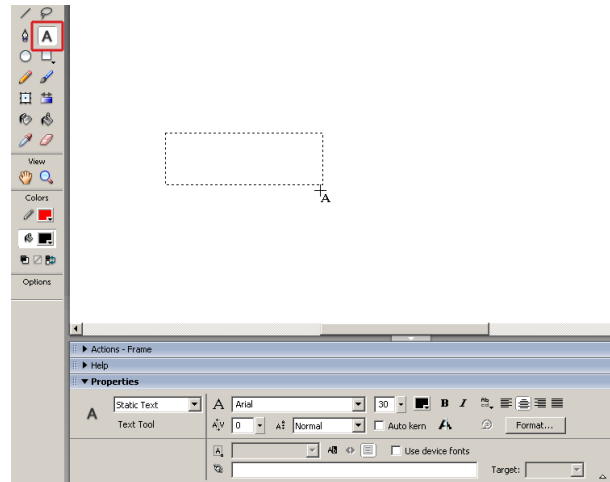 A
View
Colors
Options
A
Actions - Frame
Help
Properties
A
Static Text
Text Tool
A
Arial
30
B
I
A/V
0
A
Normal
Auto kern
Format...
AB
Use device fonts
Target: